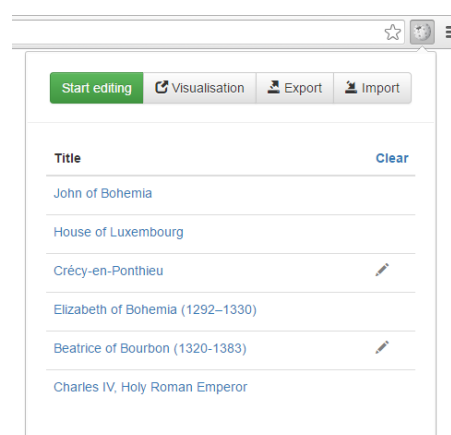 Start editing Visualisation Export Import
Title Clear
John of Bohemia
House of Luxembourg
Crécy-en-Ponthieu
Elizabeth of Bohemia (1292–1330)
Beatrice of Bourbon (1320-1383)
Charles IV, Holy Roman Emperor